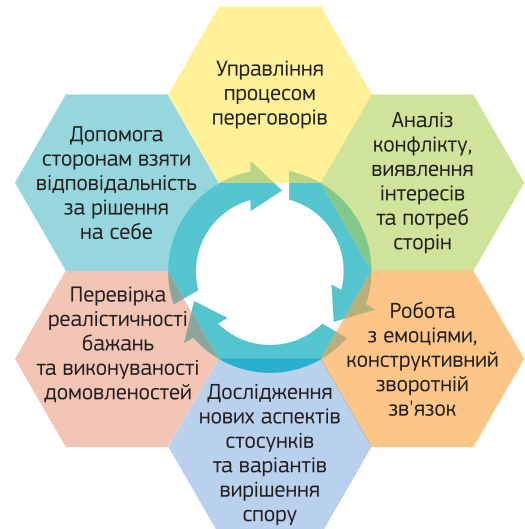 Управління
процесом
переговорів
Аналіз
конфлікту,
виявлення
інтересів
та потреб
сторін
Робота
з емоціями,
конструктивний
зворотній
зв'язок
Дослідження
нових аспектів
стосунків
та варіантів
вирішення
спору
Перевірка
реалістичності
бажань
та виконуваності
домовленостей
Допомога
сторонам взяти
відповідальність
за рішення
на себе